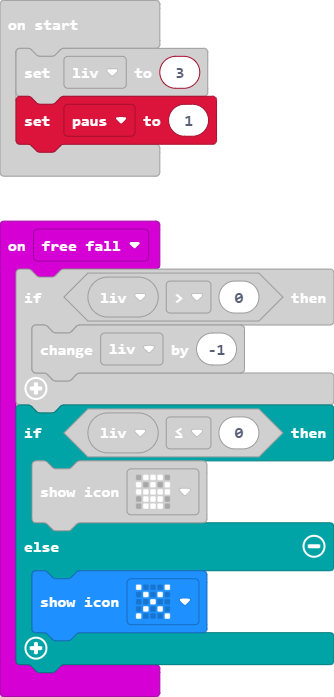 on start
set liv to 3
set paus to 1
on free fall
if liv > 0 then
change liv by -1
if liv ≤ 0 then
show icon
else
show icon